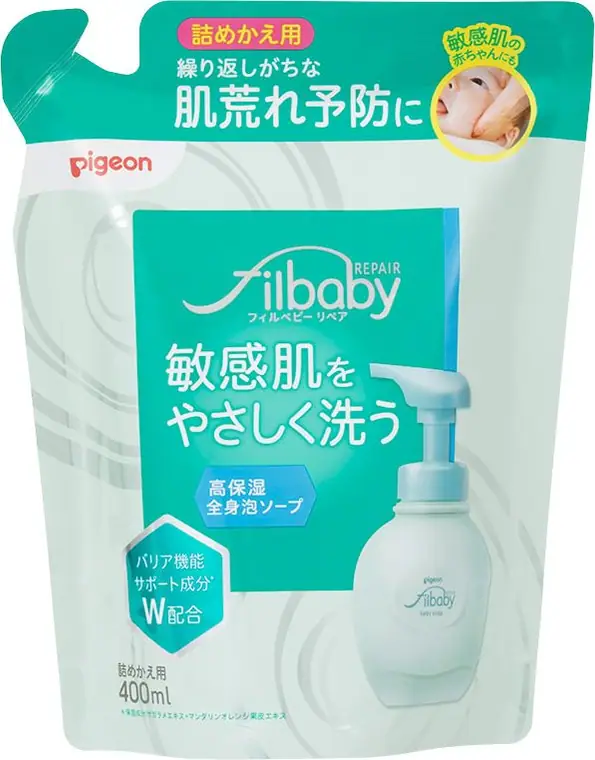 詰めかえ用
繰り返しがちな
肌荒れ予防に
敏感肌の
赤ちゃんにも
pigeon
REPAIR
filbaby
フィルベビー リペア
敏感肌を
やさしく洗う
高保湿
全身泡ソープ
バリア機能
サポート成分*
W配合
pigeon
filbaby
詰めかえ用
400ml